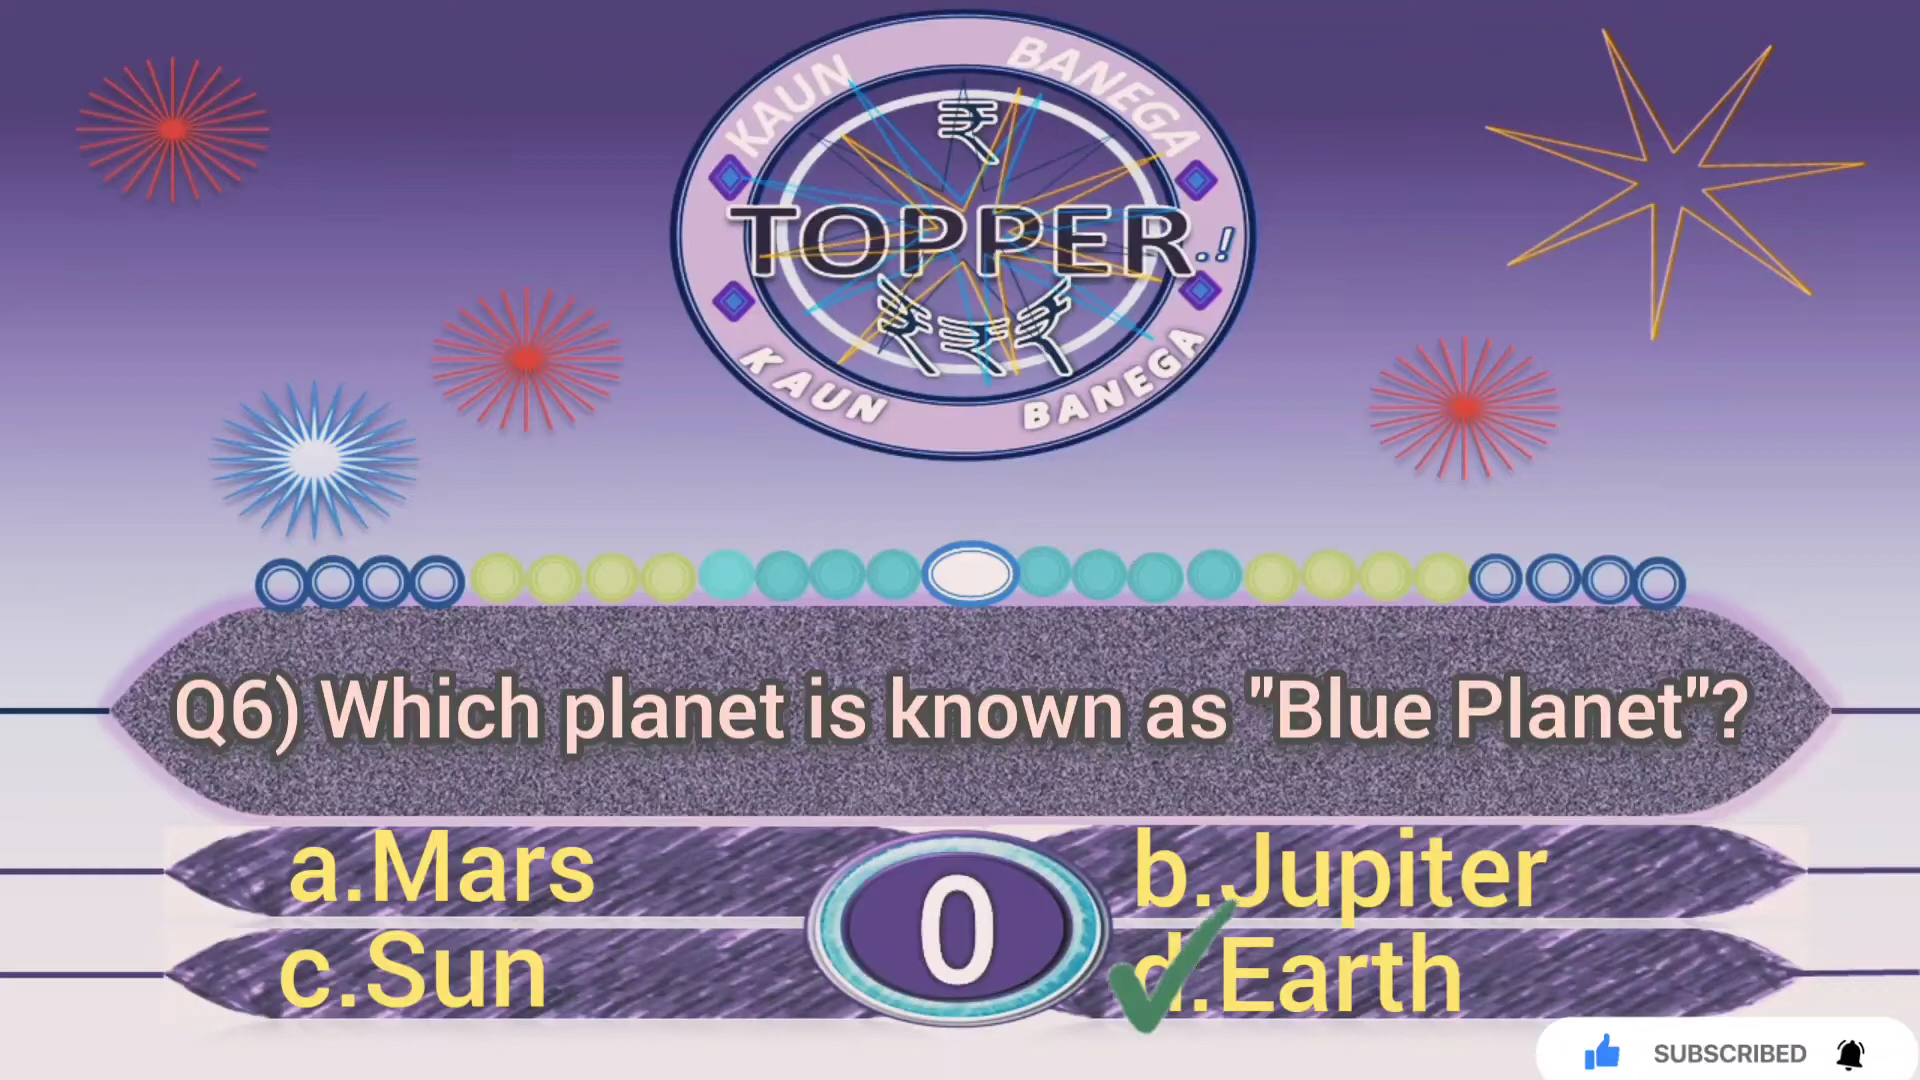 KAUN BANEGA
₹
TOPPER.!
₹₹₹
KAUN BANEGA
Q6) Which planet is known as "Blue Planet"?
a.Mars
b.Jupiter
0
c.Sun
d.Earth
SUBSCRIBED